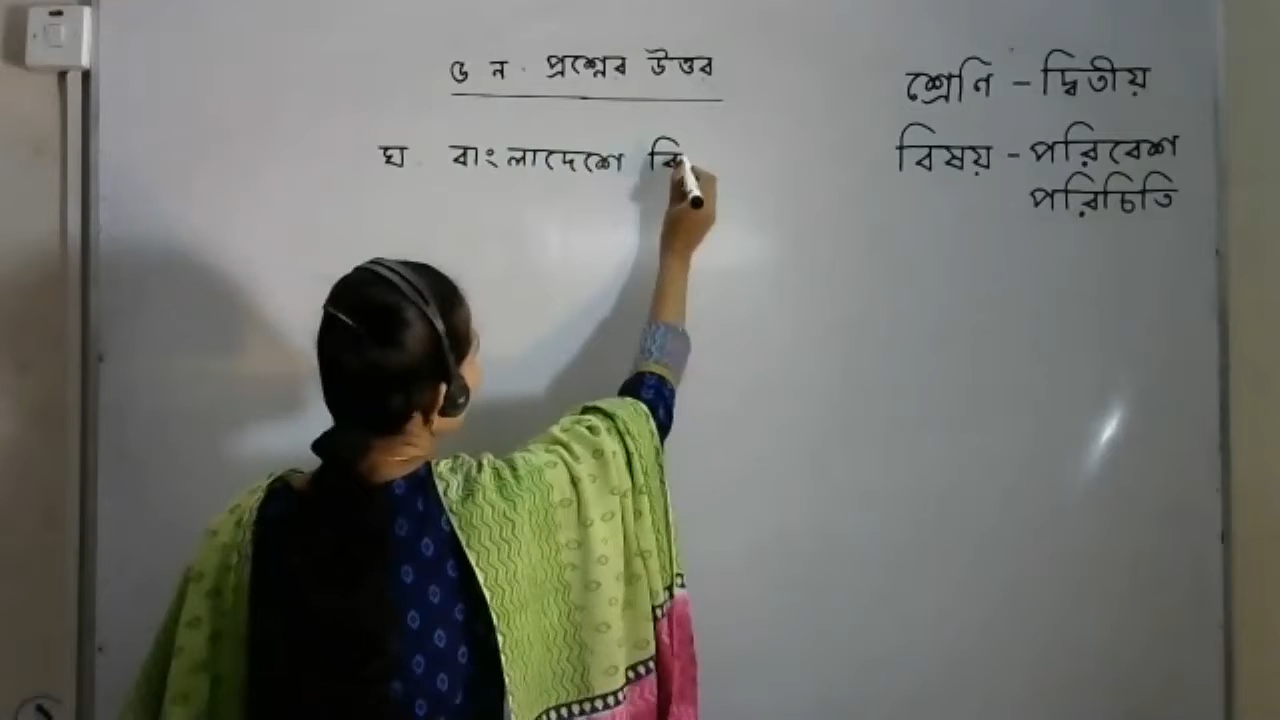 ৬ ন. প্রশ্নের উত্তর
শ্রেনি - দ্বিতীয়
ঘ বাংলাদেশে বি
বিষয় - পরিবেশ
পরিচিতি